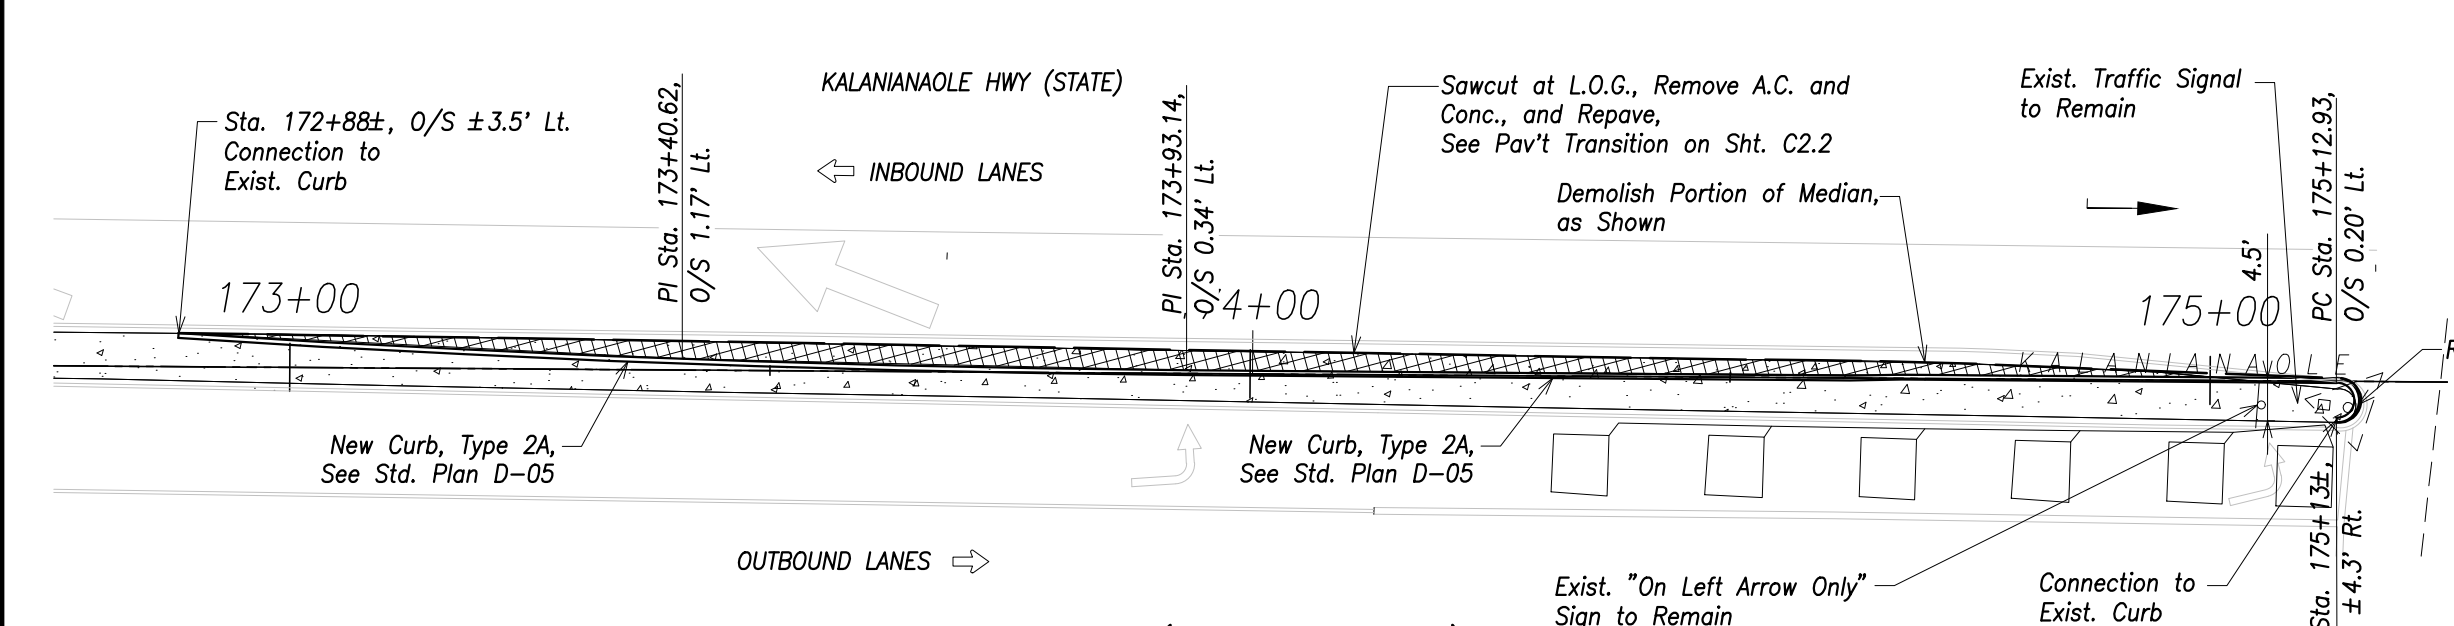 KALANIANAOLE HWY (STATE)
Sta. 172+88±, O/S ±3.5' Lt.
Connection to
Exist. Curb
PI Sta. 173+40.62,
O/S 1.17' Lt.
INBOUND LANES
PI Sta. 173+93.14,
O/S 0.34' Lt.
Sawcut at L.O.G., Remove A.C. and
Conc., and Repave,
See Pav't Transition on Sht. C2.2
Demolish Portion of Median,
as Shown
Exist. Traffic Signal
to Remain
4.5'
PC Sta. 175+12.93,
O/S 0.20' Lt.
173+00
4+00
175+00
KALANIANAOLE
R
New Curb, Type 2A,
See Std. Plan D-05
New Curb, Type 2A,
See Std. Plan D-05
OUTBOUND LANES
Exist. "On Left Arrow Only"
Sign to Remain
Connection to
Exist. Curb
Sta. 175+13±,
±4.3' Rt.